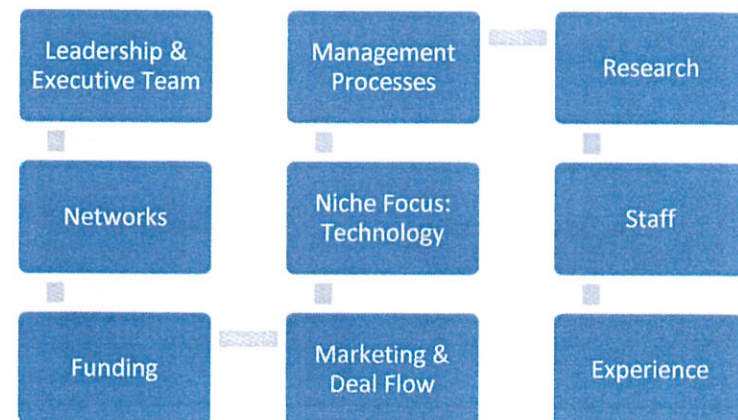 Leadership &
Executive Team
Networks
Funding
Marketing &
Deal Flow
Niche Focus:
Technology
Management
Processes
Research
Staff
Experience